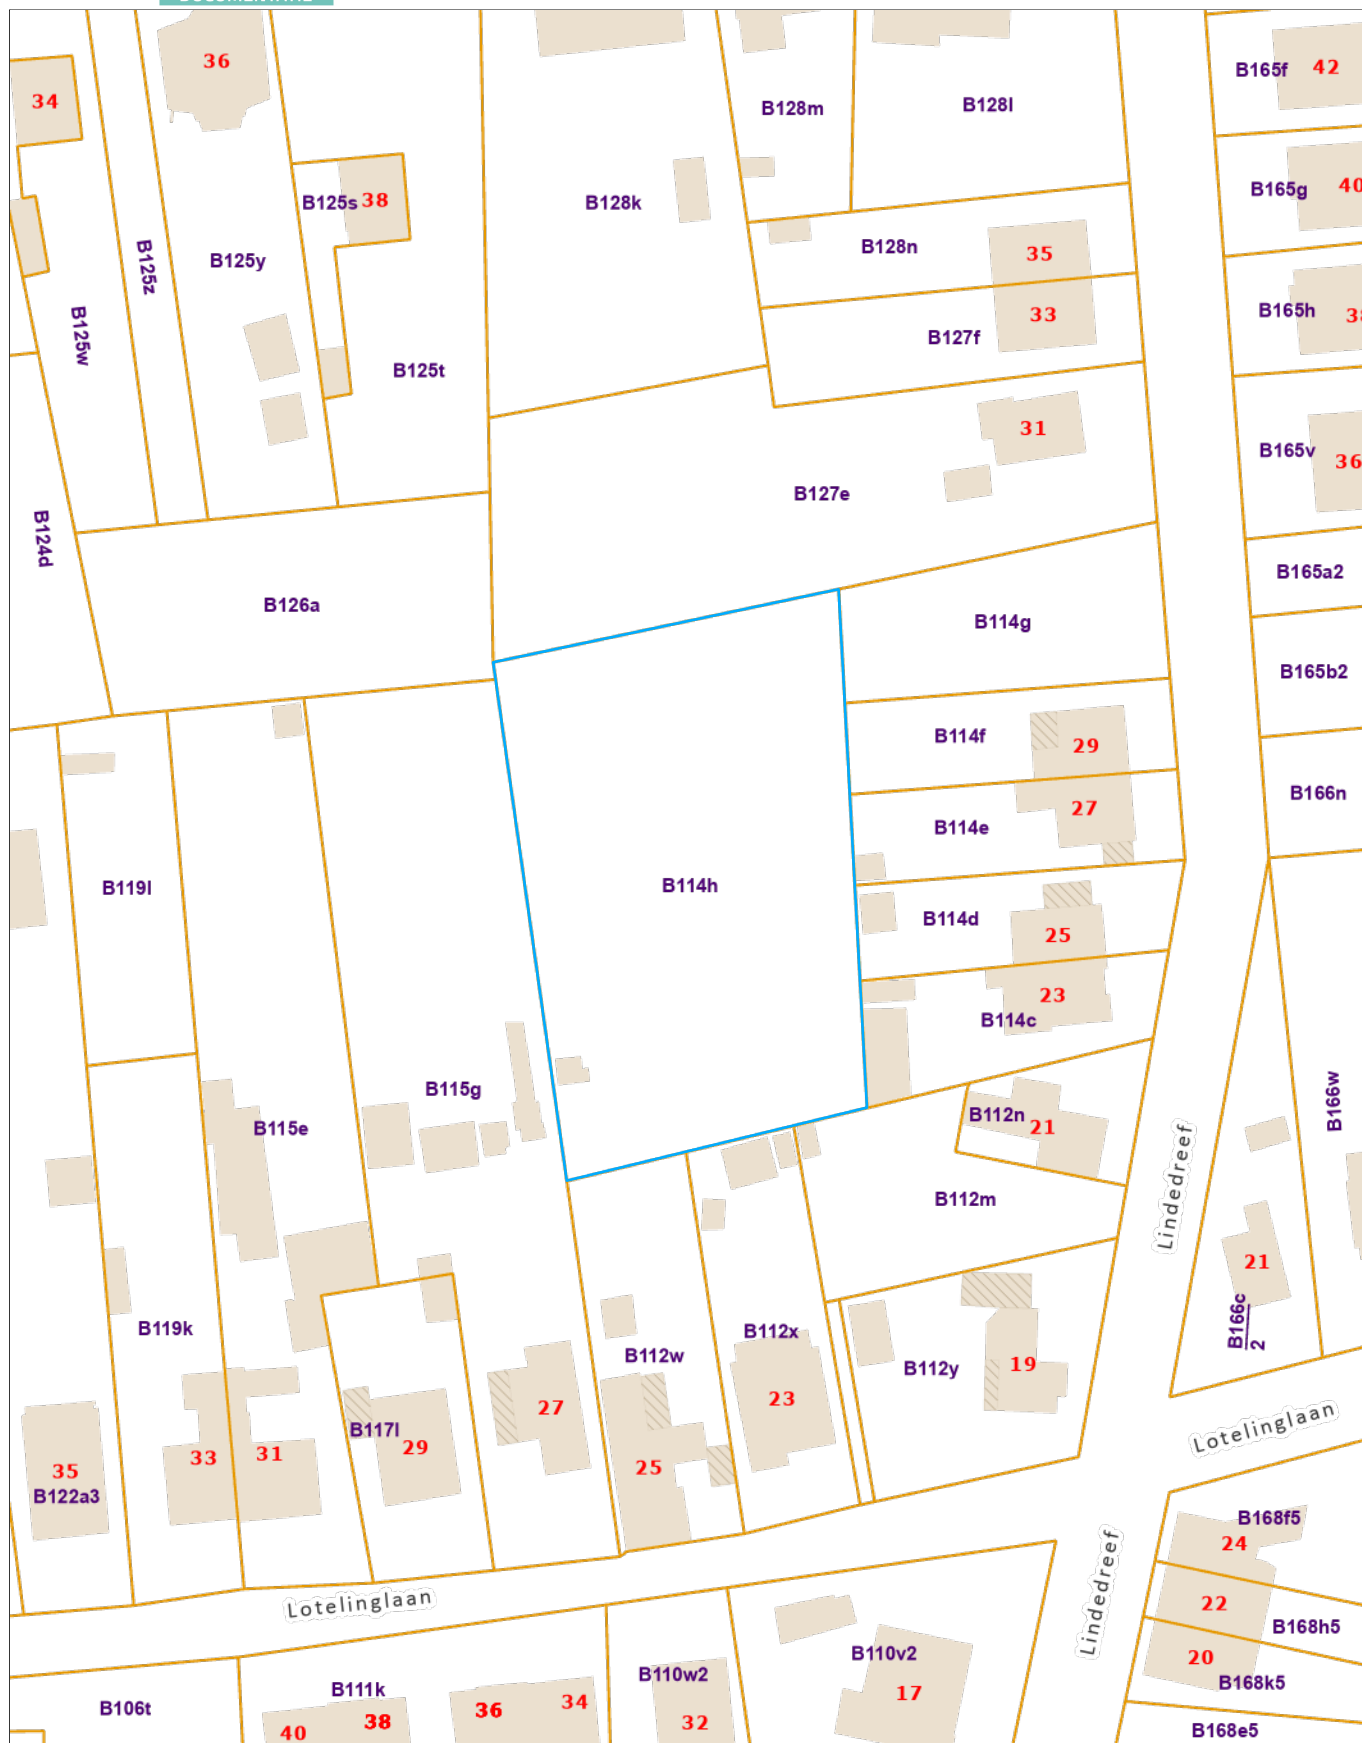 36
B165f
42
34
B128m
B128l
B165g
40
B125s
38
B128k
B128n
35
B125z
B125y
B165h
33
B127f
B125w
B125t
31
B165v
36
B127e
B124d
B165a2
B126a
B114g
B165b2
B114f
29
B166n
27
B114e
B114h
B119l
B114d
25
23
B114c
B115g
B166w
B112n
21
B115e
Lindedreef
B112m
21
B166c
2
B119k
B112x
B112w
B112y
19
23
27
Lotelinglaan
B117l
29
33
31
25
35
B122a3
B168f5
24
Lindedreef
Lotelinglaan
22
B168h5
B110v2
20
B110w2
B168k5
B111k
17
36
34
B106t
38
32
40
B168e5